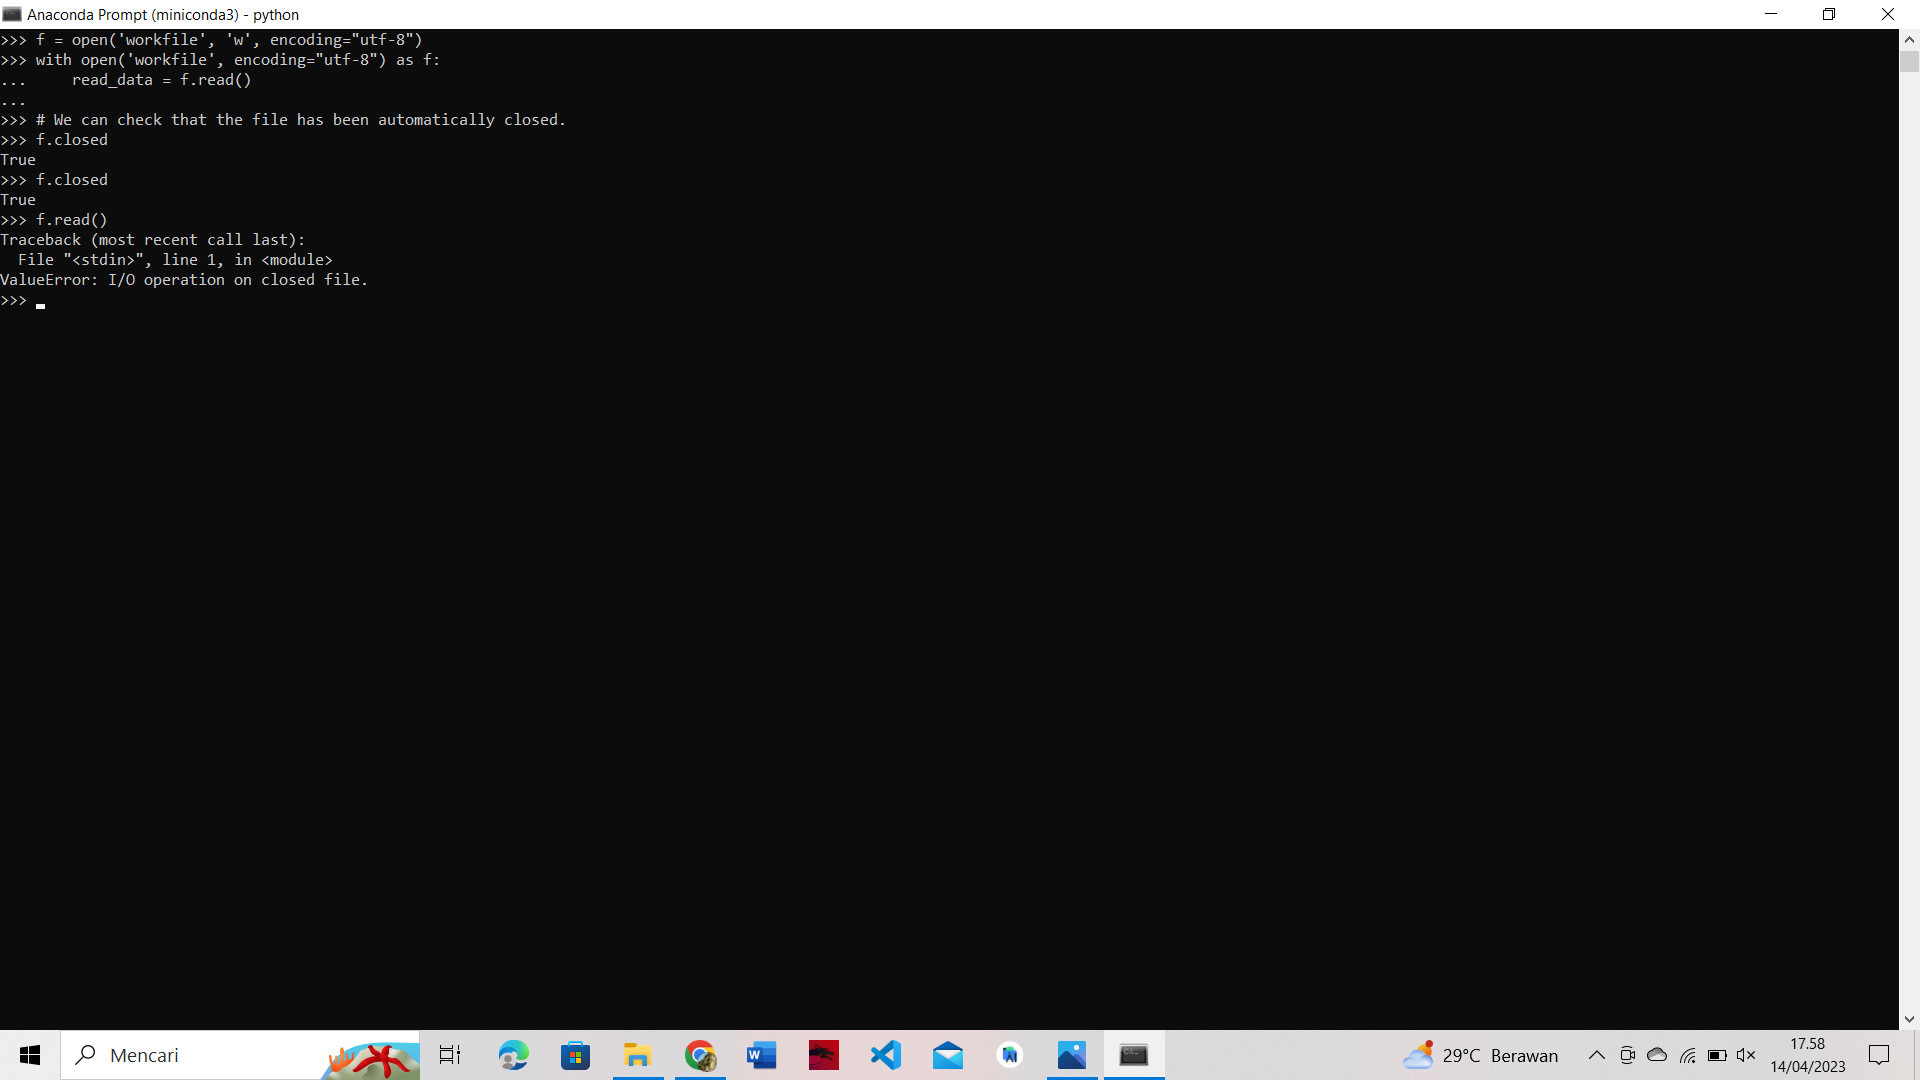 Anaconda Prompt (miniconda3) - python
>>> f = open('workfile', 'w', encoding="utf-8")
>>> with open('workfile', encoding="utf-8") as f:
...     read_data = f.read()
...
>>> # We can check that the file has been automatically closed.
>>> f.closed
True
>>> f.closed
True
>>> f.read()
Traceback (most recent call last):
  File "<stdin>", line 1, in <module>
ValueError: I/O operation on closed file.
>>>
Mencari
29°C Berawan
17.58
14/04/2023